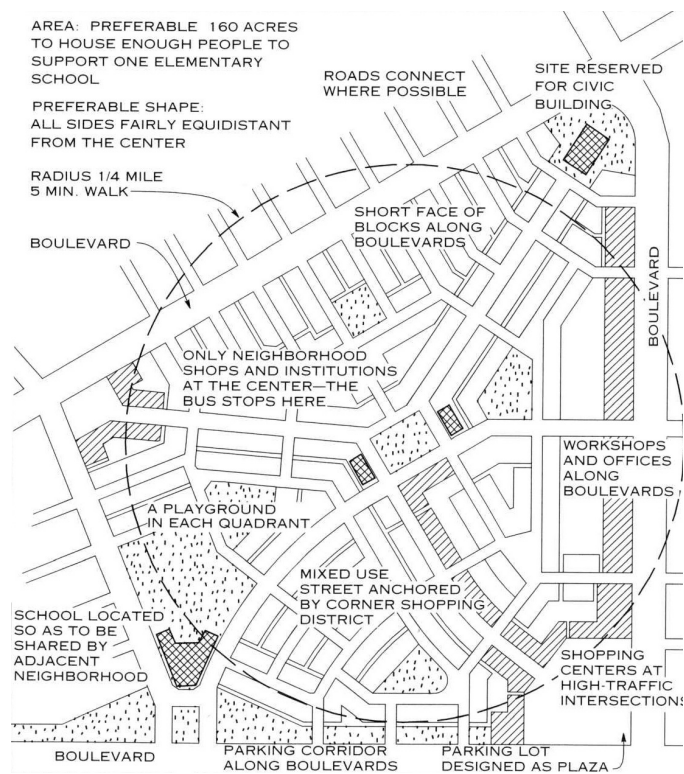 AREA: PREFERABLE 160 ACRES
TO HOUSE ENOUGH PEOPLE TO
SUPPORT ONE ELEMENTARY
SCHOOL
PREFERABLE SHAPE:
ALL SIDES FAIRLY EQUIDISTANT
FROM THE CENTER
RADIUS 1/4 MILE
5 MIN. WALK
BOULEVARD
ROADS CONNECT
WHERE POSSIBLE
SITE RESERVED
FOR CIVIC
BUILDING
SHORT FACE OF
BLOCKS ALONG
BOULEVARDS
BOULEVARD
ONLY NEIGHBORHOOD
SHOPS AND INSTITUTIONS
AT THE CENTER—THE
BUS STOPS HERE
WORKSHOPS
AND OFFICES
ALONG
BOULEVARDS
A PLAYGROUND
IN EACH QUADRANT
MIXED USE
STREET ANCHORED
BY CORNER SHOPPING
DISTRICT
SCHOOL LOCATED
SO AS TO BE
SHARED BY
ADJACENT
NEIGHBORHOOD
SHOPPING
CENTERS AT
HIGH-TRAFFIC
INTERSECTIONS
BOULEVARD
PARKING CORRIDOR
ALONG BOULEVARDS
PARKING LOT
DESIGNED AS PLAZA